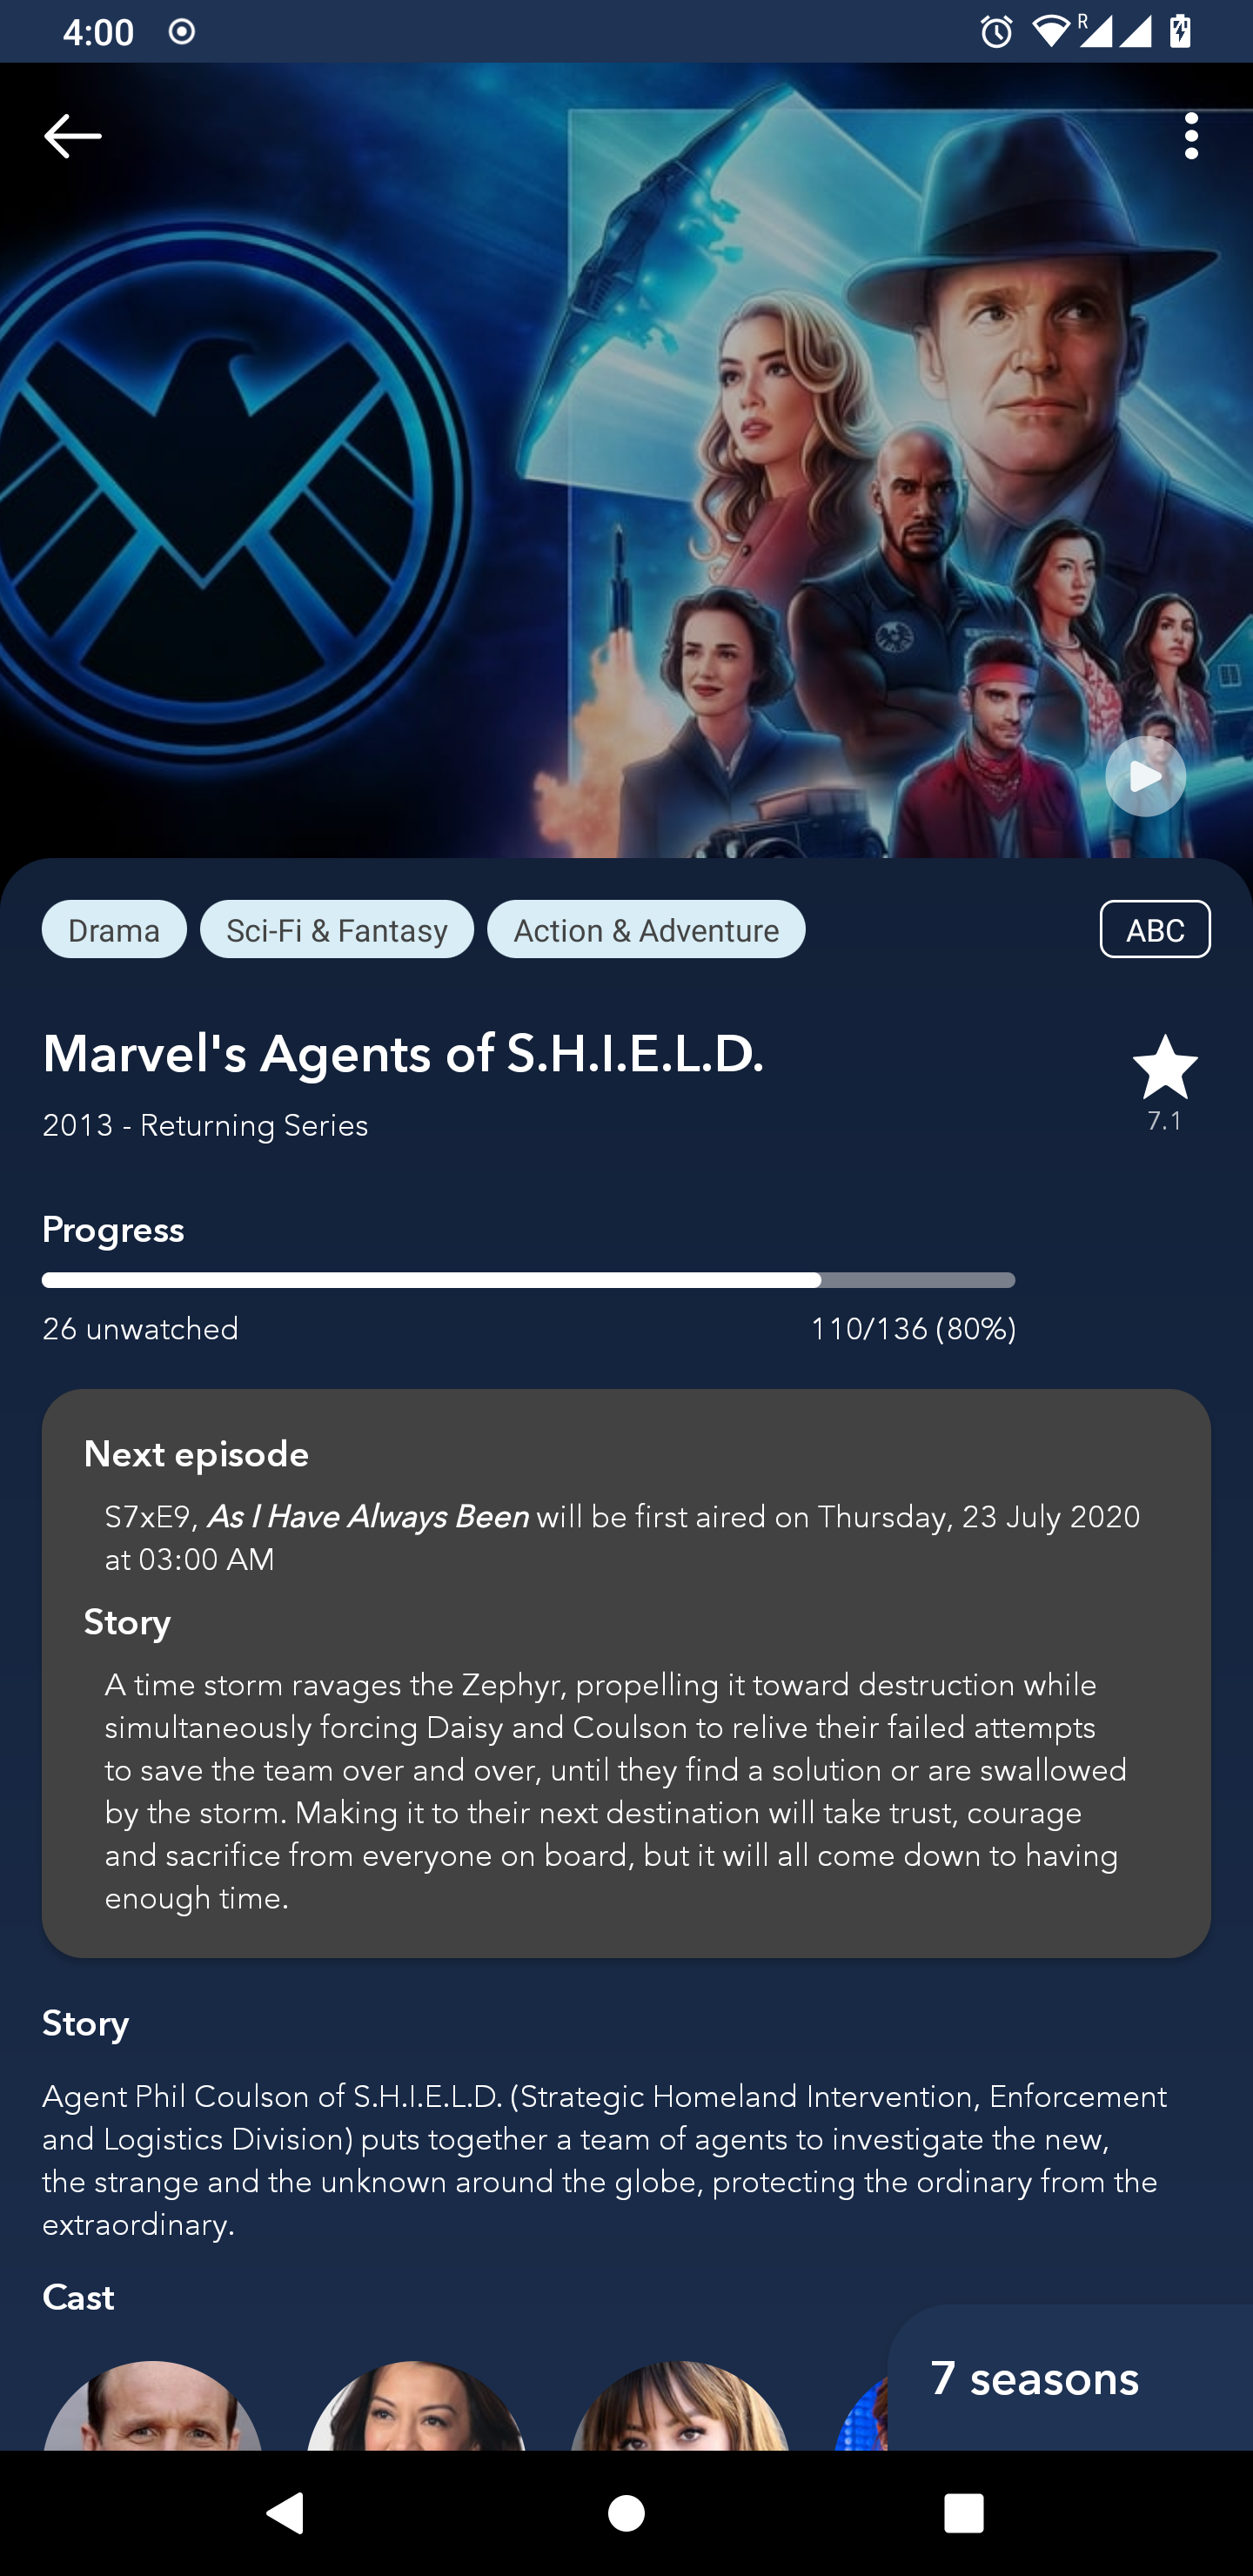 4:00
R
Drama
Sci-Fi & Fantasy
Action & Adventure
ABC
Marvel's Agents of S.H.I.E.L.D.
2013 - Returning Series
7.1
Progress
26 unwatched
110/136 (80%)
Next episode
S7xE9, As I Have Always Been will be first aired on Thursday, 23 July 2020
at 03:00 AM
Story
A time storm ravages the Zephyr, propelling it toward destruction while
simultaneously forcing Daisy and Coulson to relive their failed attempts
to save the team over and over, until they find a solution or are swallowed
by the storm. Making it to their next destination will take trust, courage
and sacrifice from everyone on board, but it will all come down to having
enough time.
Story
Agent Phil Coulson of S.H.I.E.L.D. (Strategic Homeland Intervention, Enforcement
and Logistics Division) puts together a team of agents to investigate the new,
the strange and the unknown around the globe, protecting the ordinary from the
extraordinary.
Cast
7 seasons